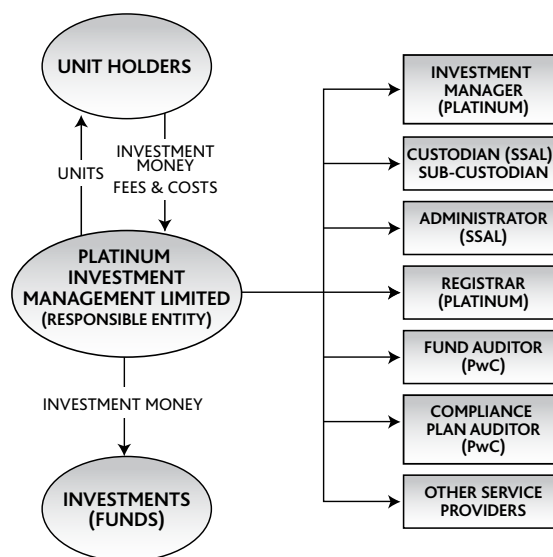 UNIT HOLDERS
UNITS
INVESTMENT
MONEY
FEES & COSTS
PLATINUM
INVESTMENT
MANAGEMENT LIMITED
(RESPONSIBLE ENTITY)
INVESTMENT MONEY
INVESTMENTS
(FUNDS)
INVESTMENT
MANAGER
(PLATINUM)
CUSTODIAN (SSAL)
SUB-CUSTODIAN
ADMINISTRATOR
(SSAL)
REGISTRAR
(PLATINUM)
FUND AUDITOR
(PwC)
COMPLIANCE
PLAN AUDITOR
(PwC)
OTHER SERVICE
PROVIDERS